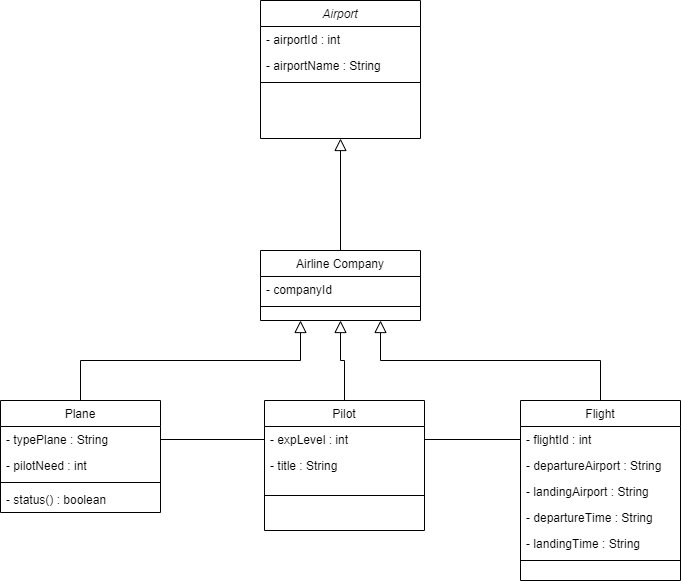 Airport
- airportId : int
- airportName : String
Airline Company
- companyId
Plane
- typePlane : String
- pilotNeed : int
- status() : boolean
Pilot
- expLevel : int
- title : String
Flight
- flightId : int
- departureAirport : String
- landingAirport : String
- departureTime : String
- landingTime : String